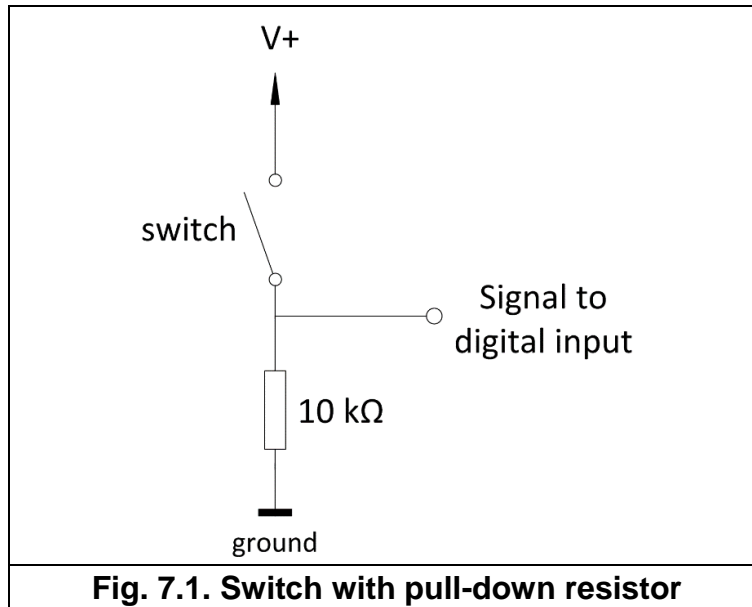 V+
switch
Signal to
digital input
10 kΩ
ground
Fig. 7.1. Switch with pull-down resistor